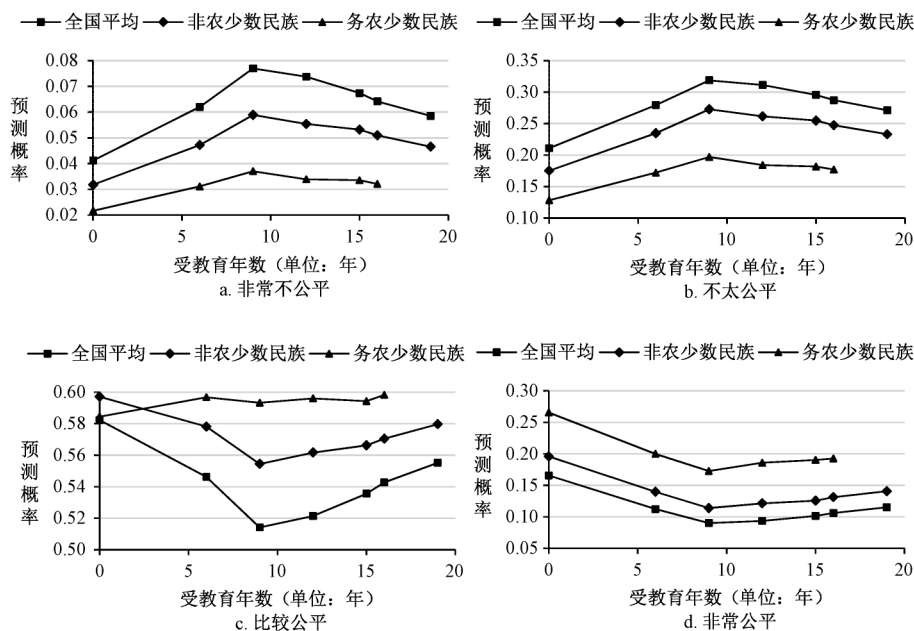 全国平均 非农少数民族 务农少数民族
预测概率
0.08
0.07
0.06
0.05
0.04
0.03
0.02
0 5 10 15 20
受教育年数（单位：年）
a. 非常不公平
全国平均 非农少数民族 务农少数民族
预测概率
0.35
0.30
0.25
0.20
0.15
0.10
0 5 10 15 20
受教育年数（单位：年）
b. 不太公平
全国平均 非农少数民族 务农少数民族
预测概率
0.60
0.58
0.56
0.54
0.52
0.50
0 5 10 15 20
受教育年数（单位：年）
c. 比较公平
全国平均 非农少数民族 务农少数民族
预测概率
0.30
0.25
0.20
0.15
0.10
0.05
0 5 10 15 20
受教育年数（单位：年）
d. 非常公平